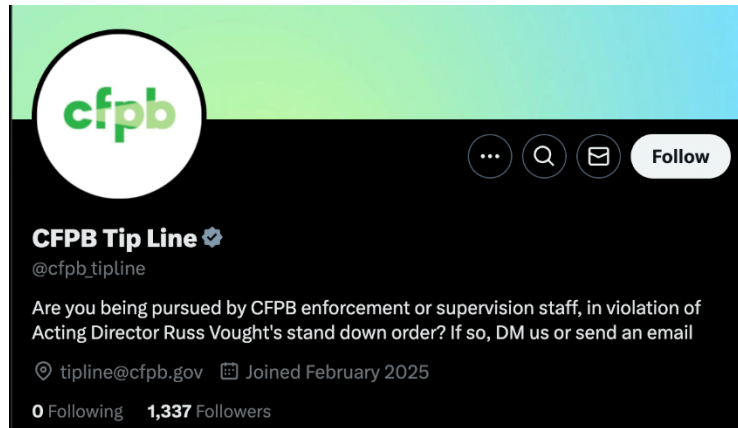 cfpb
Follow
CFPB Tip Line
@cfpb_tipline
Are you being pursued by CFPB enforcement or supervision staff, in violation of
Acting Director Russ Vought's stand down order? If so, DM us or send an email
tipline@cfpb.gov Joined February 2025
0 Following 1,337 Followers